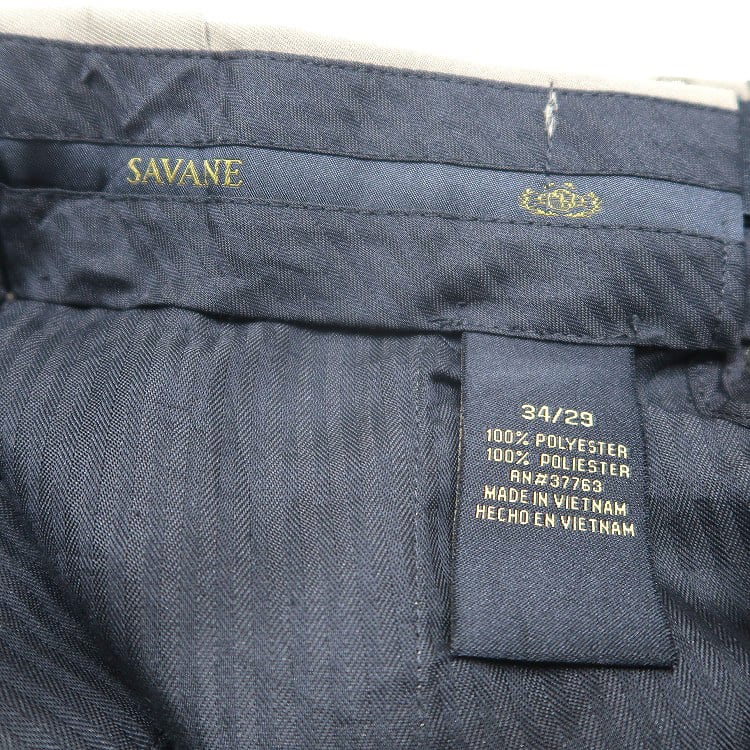 SAVANE
34/29
100% POLYESTER
100% POLIESTER
RN#37763
MADE IN VIETNAM
HECHO EN VIETNAM